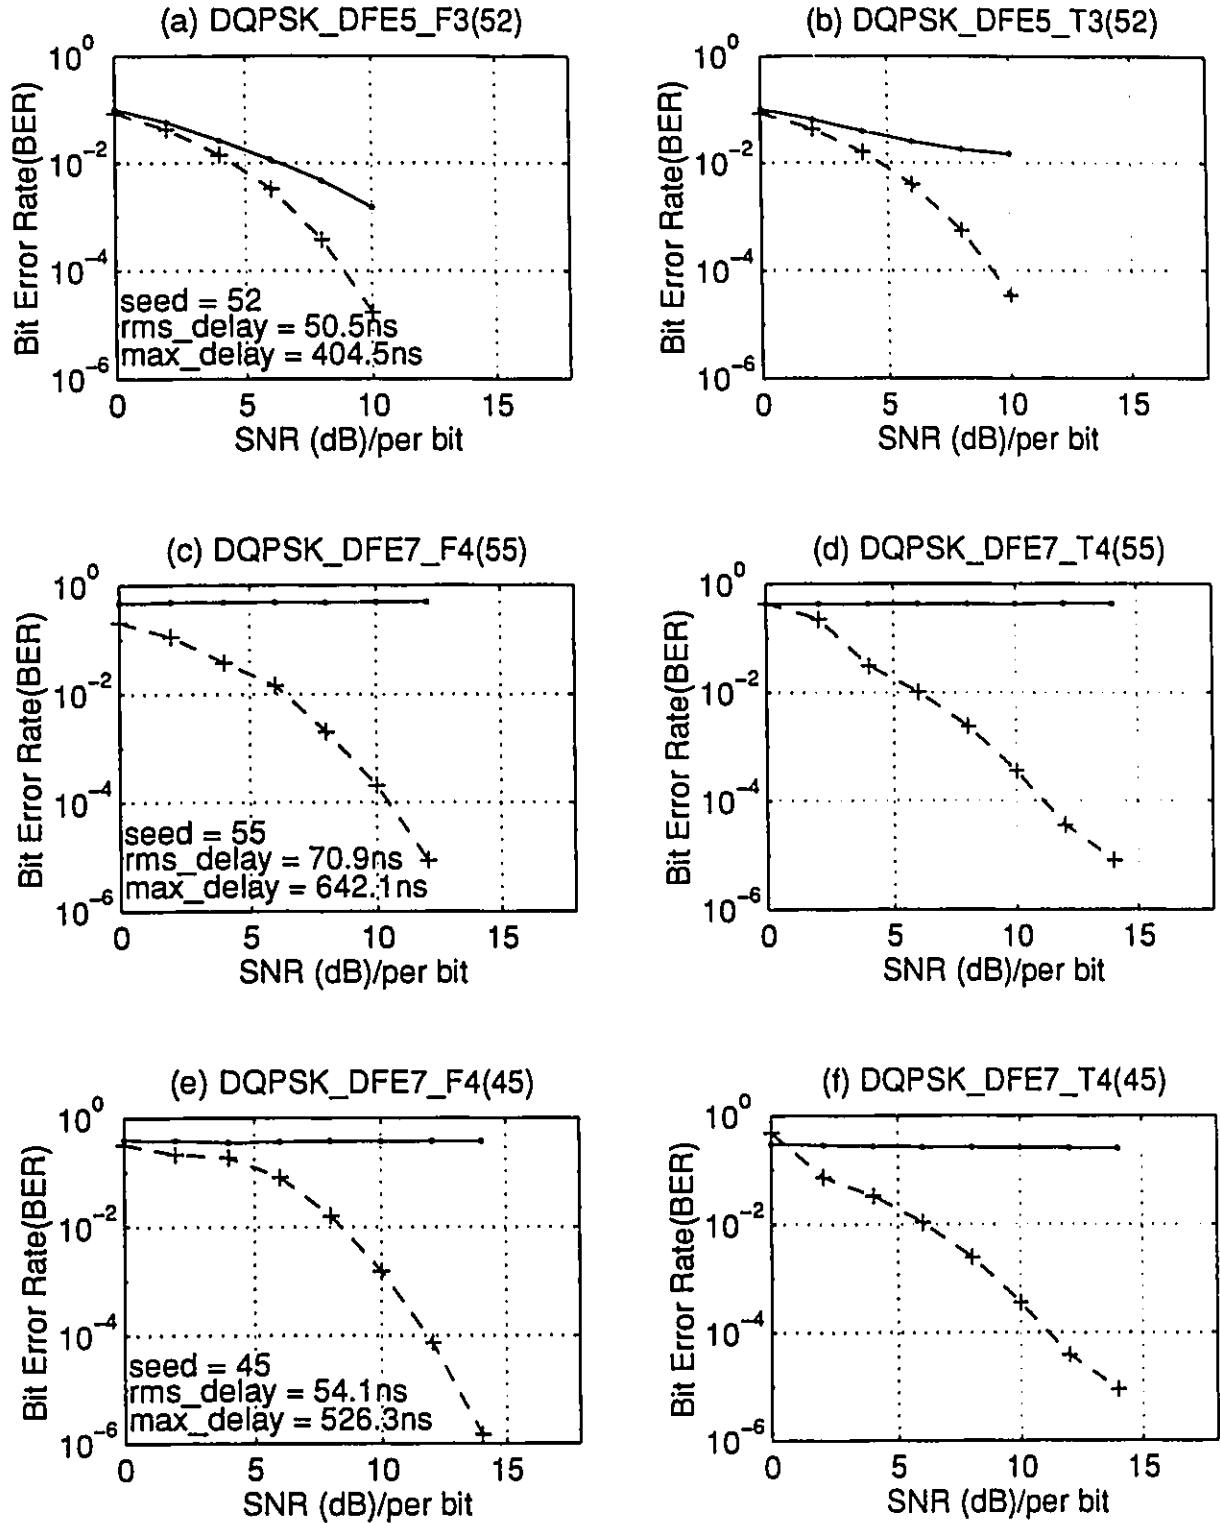 (a) DQPSK_DFE5_F3(52)
Bit Error Rate(BER)
10^0
10^-2
10^-4
10^-6
seed = 52
rms_delay = 50.5ns
max_delay = 404.5ns
0 5 10 15
SNR (dB)/per bit
(b) DQPSK_DFE5_T3(52)
Bit Error Rate(BER)
10^0
10^-2
10^-4
10^-6
0 5 10 15
SNR (dB)/per bit
(c) DQPSK_DFE7_F4(55)
Bit Error Rate(BER)
10^0
10^-2
10^-4
10^-6
seed = 55
rms_delay = 70.9ns
max_delay = 642.1ns
0 5 10 15
SNR (dB)/per bit
(d) DQPSK_DFE7_T4(55)
Bit Error Rate(BER)
10^0
10^-2
10^-4
10^-6
0 5 10 15
SNR (dB)/per bit
(e) DQPSK_DFE7_F4(45)
Bit Error Rate(BER)
10^0
10^-2
10^-4
10^-6
seed = 45
rms_delay = 54.1ns
max_delay = 526.3ns
0 5 10 15
SNR (dB)/per bit
(f) DQPSK_DFE7_T4(45)
Bit Error Rate(BER)
10^0
10^-2
10^-4
10^-6
0 5 10 15
SNR (dB)/per bit